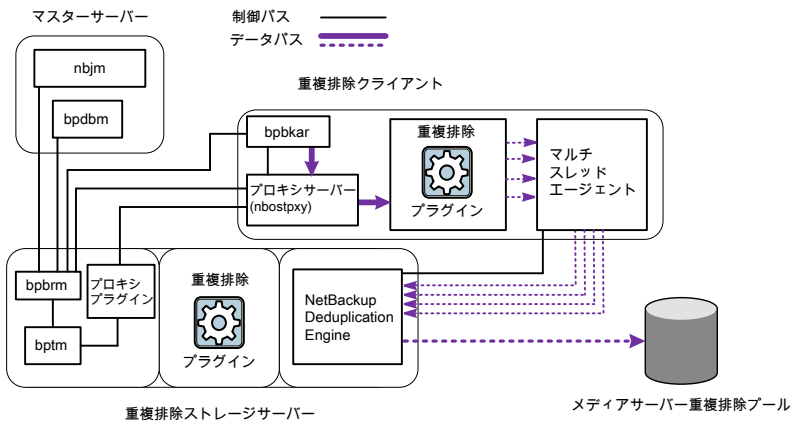 マスターサーバー
制御パス
データパス
nbjm
bpdbm
重複排除クライアント
bpbkar
プロキシサーバー
(nbostpxy)
重複排除
プラグイン
マルチ
スレッド
エージェント
bpbrm
プロキシ
プラグイン
bptm
重複排除
プラグイン
NetBackup
Deduplication
Engine
重複排除ストレージサーバー
メディアサーバー重複排除プール